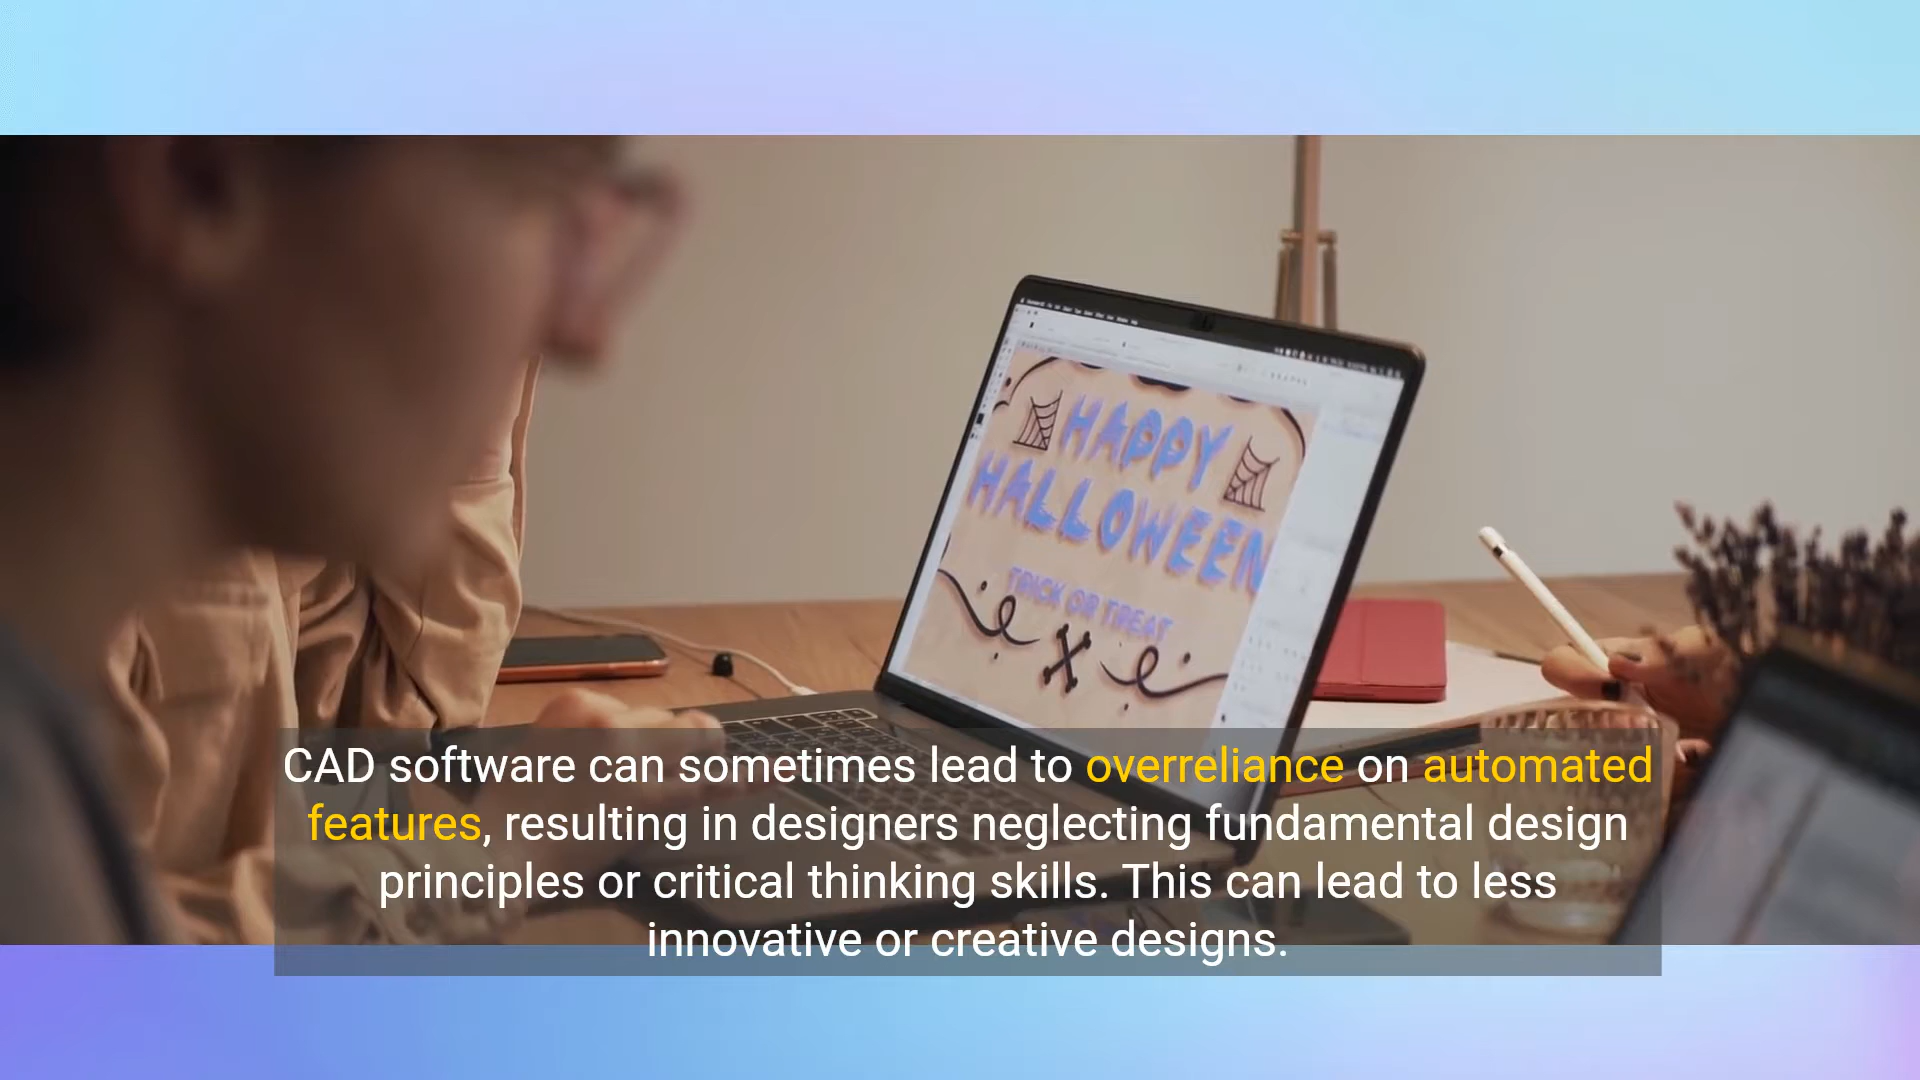 HAPPY
HALLOWEEN
TRICK OR TREAT
CAD software can sometimes lead to overreliance on automated
features, resulting in designers neglecting fundamental design
principles or critical thinking skills. This can lead to less
innovative or creative designs.